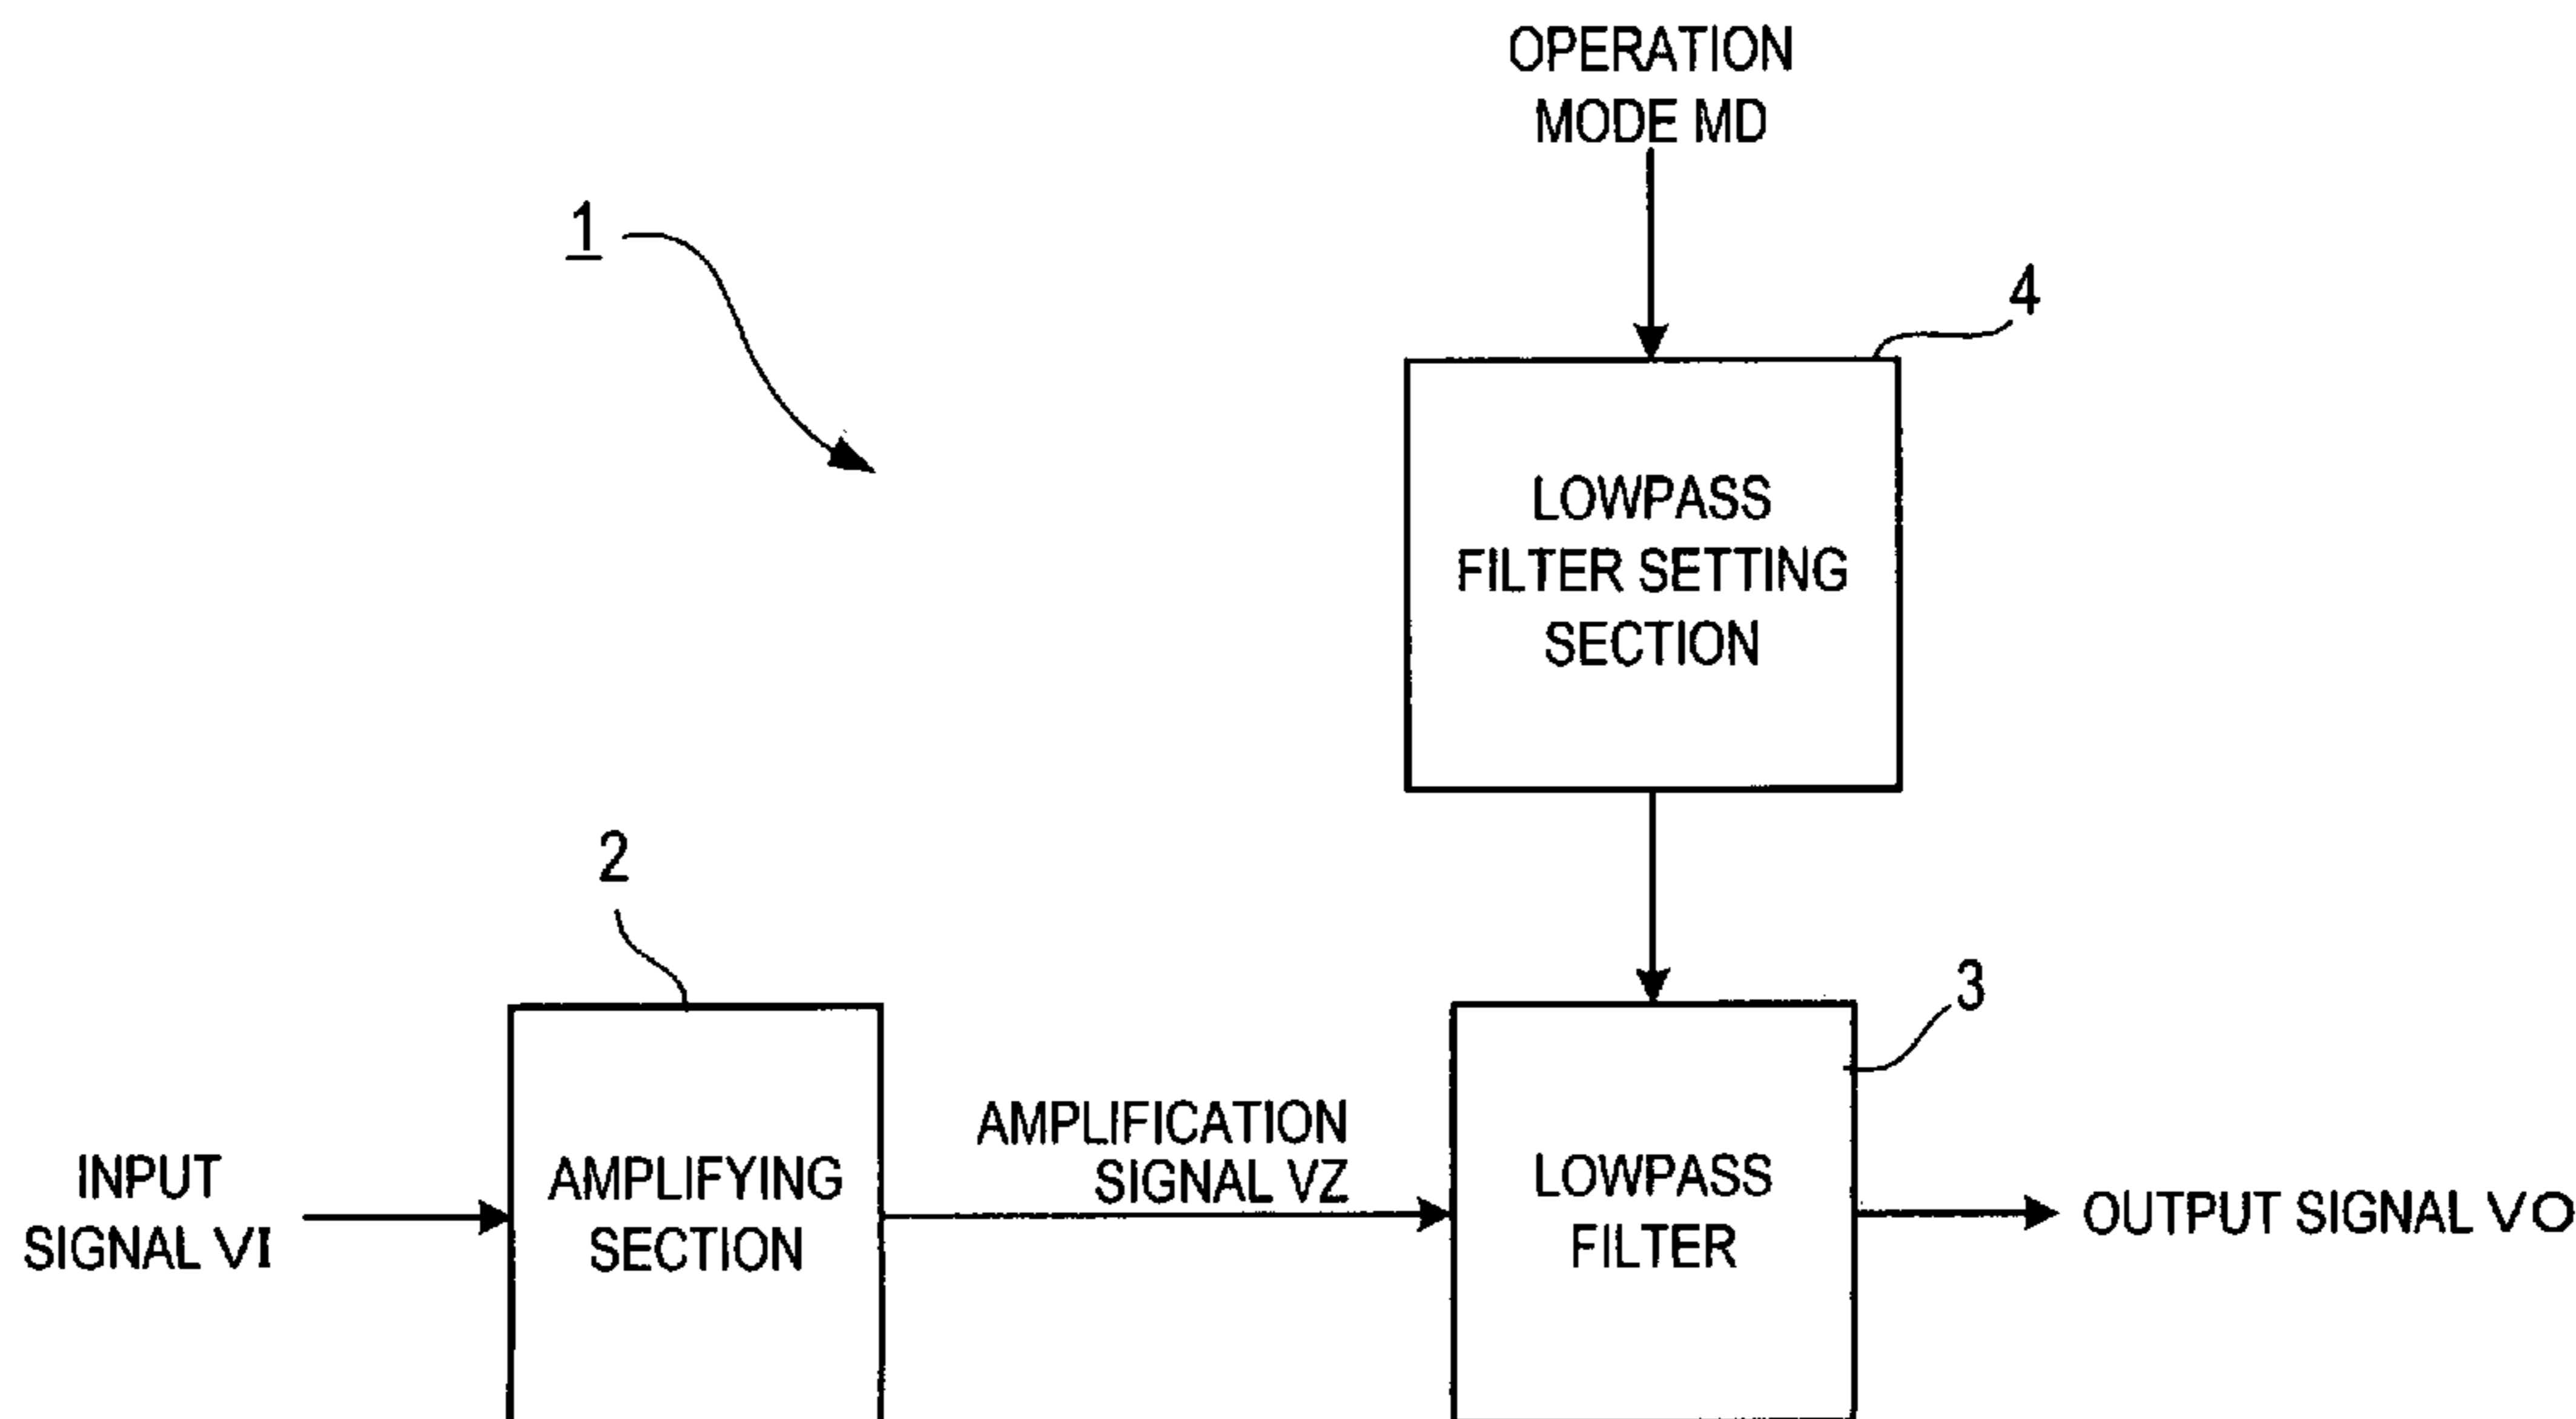 OPERATION
MODE MD
1
4
LOWPASS
FILTER SETTING
SECTION
2
3
INPUT
SIGNAL VI
AMPLIFYING
SECTION
AMPLIFICATION
SIGNAL VZ
LOWPASS
FILTER
OUTPUT SIGNAL VO